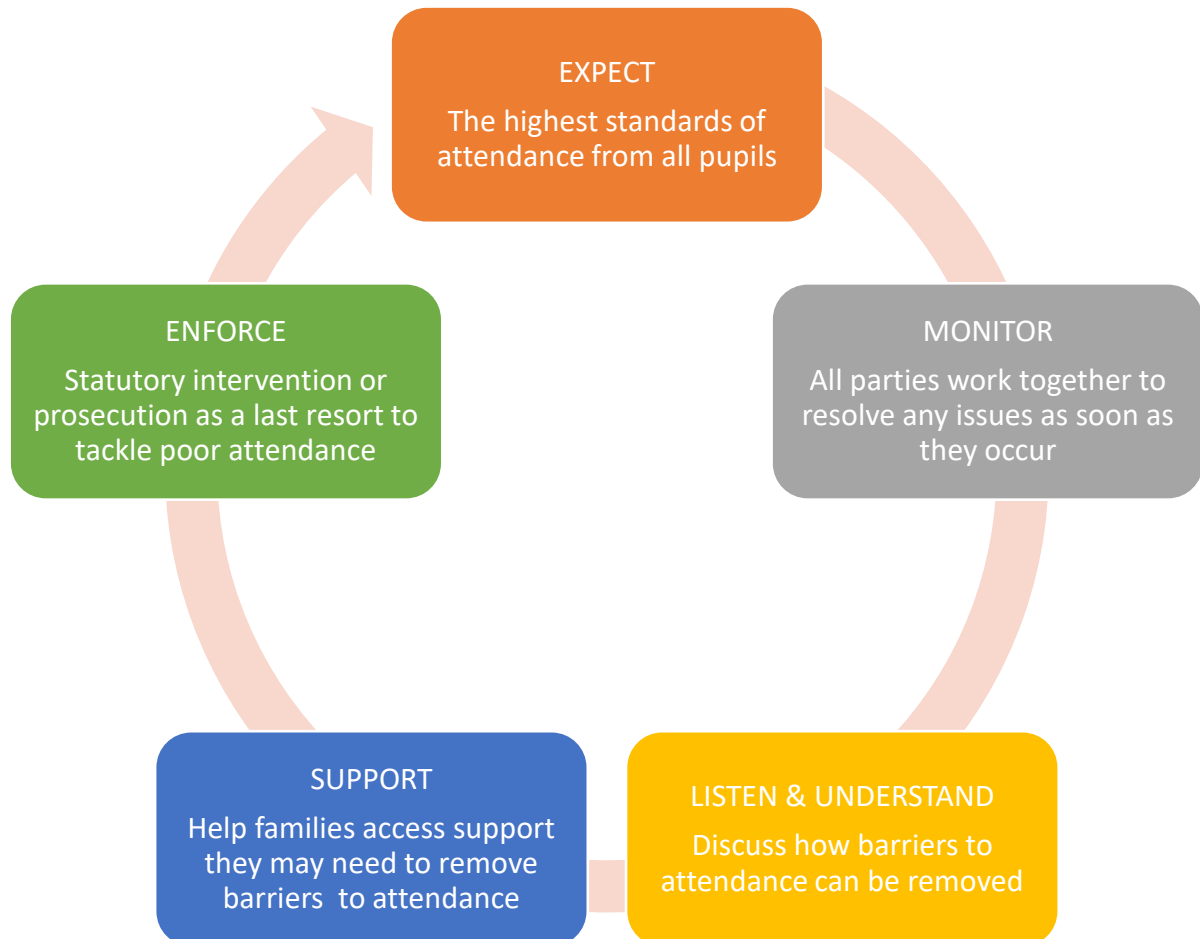 EXPECT
The highest standards of
attendance from all pupils
MONITOR
All parties work together to
resolve any issues as soon as
they occur
LISTEN & UNDERSTAND
Discuss how barriers to
attendance can be removed
SUPPORT
Help families access support
they may need to remove
barriers  to attendance
ENFORCE
Statutory intervention or
prosecution as a last resort to
tackle poor attendance